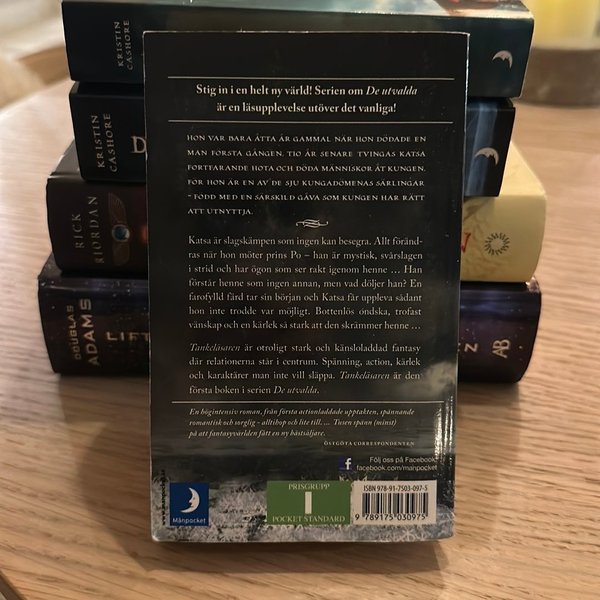 KRISTIN
CASHORE
KRISTIN
CASHORE
D
RICK
RIORDAN
DOUGLAS
ADAMS
LIFT
EN
AB
Stig in i en helt ny värld! Serien om De utvalda
är en läsupplevelse utöver det vanliga!
HON VAR BARA ÅTTA ÅR GAMMAL NÄR HON DÖDADE EN
MAN FÖRSTA GÅNGEN. TIO ÅR SENARE TVINGAS KATSA
FORTFARANDE HOTA OCH DÖDA MÄNNISKOR ÅT KUNGEN.
FÖR HON ÄR EN AV DE SJU KUNGADÖMENAS SÄRLINGAR
– FÖDD MED EN SÄRSKILD GÅVA SOM KUNGEN HAR RÄTT
ATT UTNYTTJA.
Katsa är slagskämpen som ingen kan besegra. Allt föränd-
ras när hon möter prins Po – han är mystisk, svårslagen
i strid och har ögon som ser rakt igenom henne ... Han
förstår henne som ingen annan, men vad döljer han? En
farofylld färd tar sin början och Katsa får uppleva sådant
hon inte trodde var möjligt. Bottenlös ondska, trofast
vänskap och en kärlek så stark att den skrämmer henne ...
Tankeläsaren är otroligt stark och känsloladdad fantasy
där relationerna står i centrum. Spänning, action, kärlek
och karaktärer man inte vill släppa. Tankeläsaren är den
första boken i serien De utvalda.
En högintensiv roman, från första actionladdade upptakten, spännande
romantisk och sorglig – alltihop och lite till. ... Tusen spänn (minst)
på att fantasyvärlden fått en ny bästsäljare.
ÖSTGÖTA CORRESPONDENTEN
Följ oss på Facebook
facebook.com/manpocket
www.manpocket.se
Månpocket
PRISGRUPP
I
POCKET STANDARD
ISBN 978-91-7503-097-5
9 789175 030975